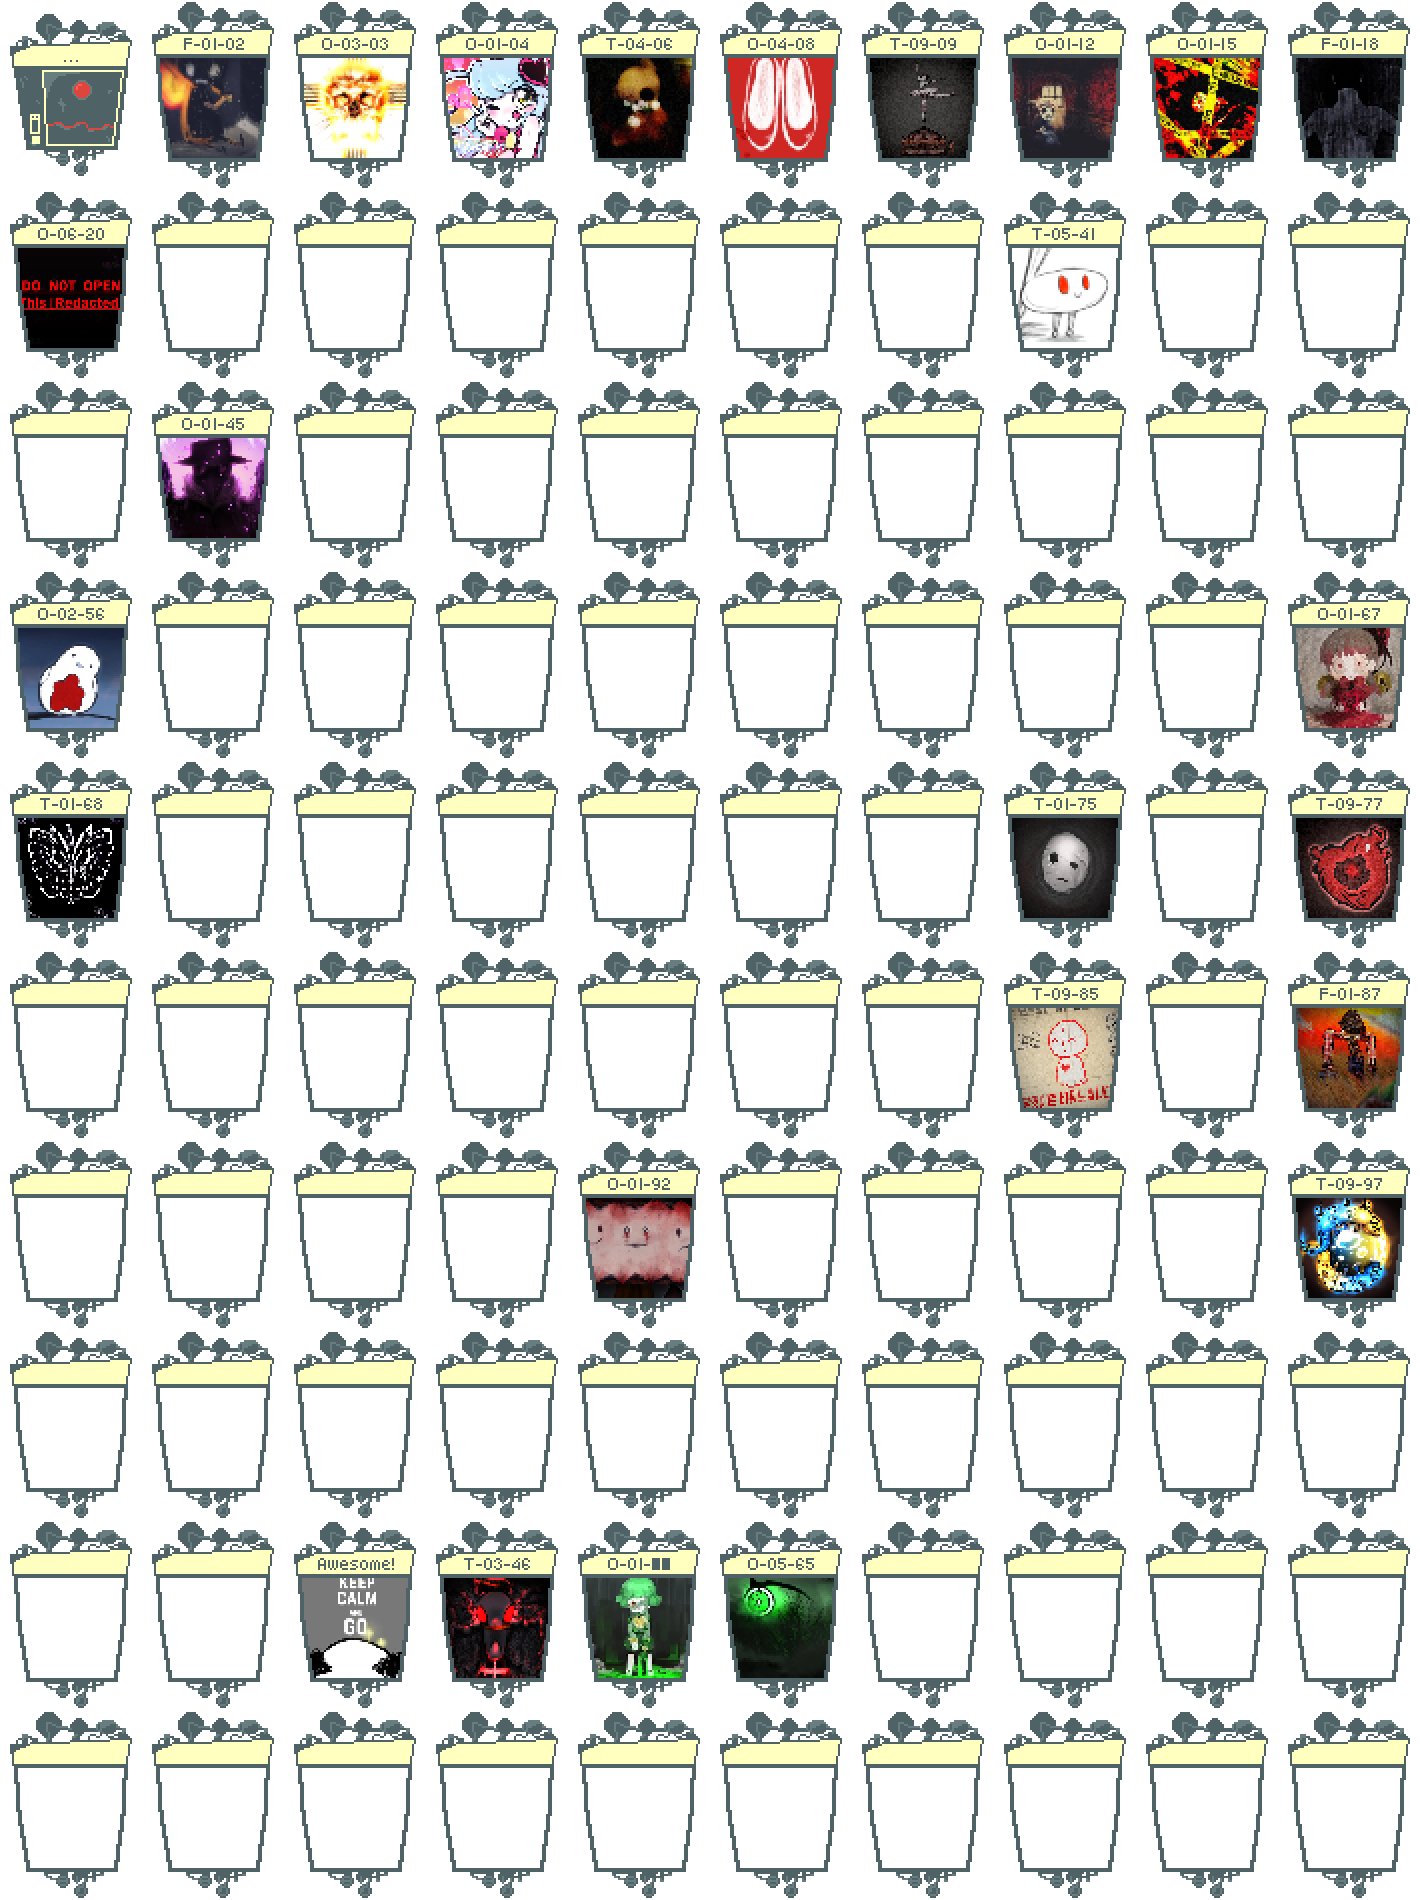 ...
F-01-02
O-03-03
O-01-04
T-04-06
O-04-08
T-09-09
O-01-12
O-01-15
F-01-18
O-06-20
DO NOT OPEN
This [Redacted]
T-05-41
O-01-45
O-02-56
O-01-67
T-01-68
T-01-75
T-09-77
T-09-85
F-01-87
O-01-92
T-09-97
Awesome!
KEEP
CALM
GO
T-03-46
O-01-██
O-05-65